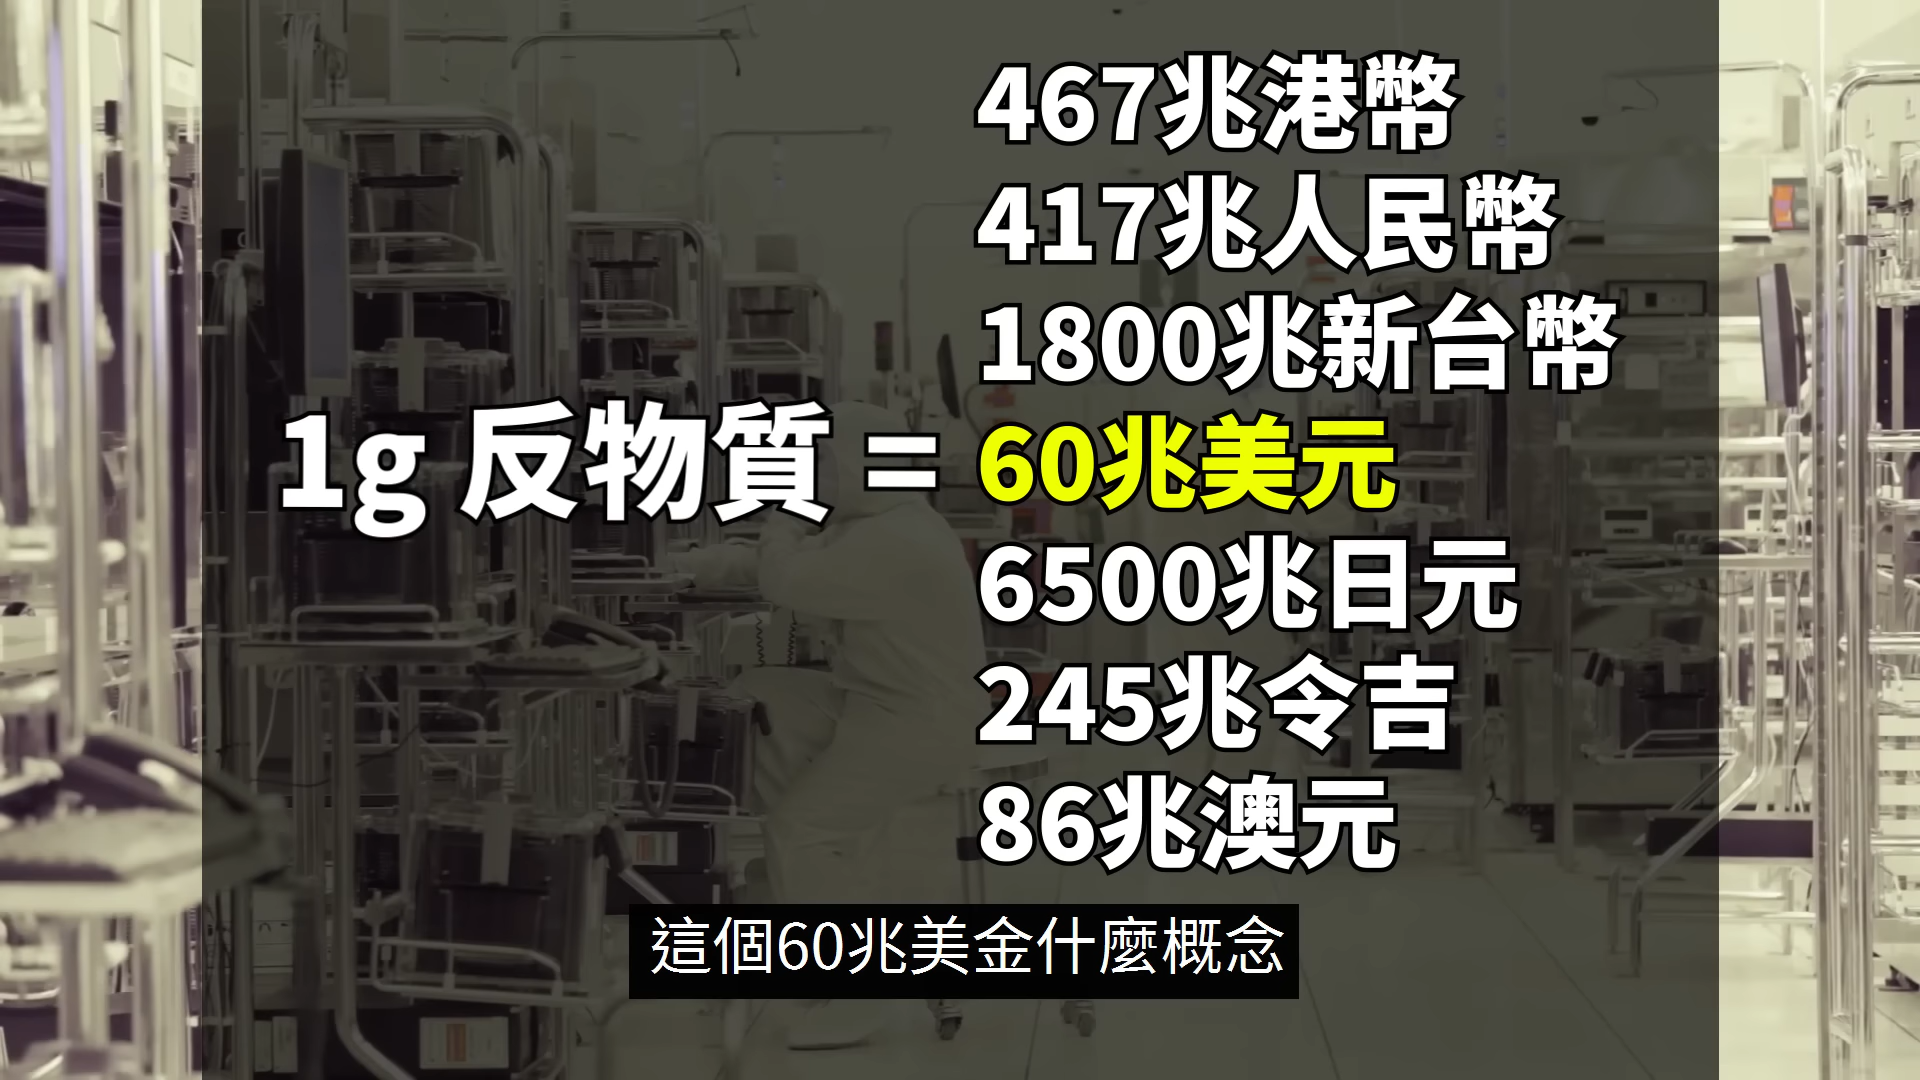 467兆港幣
417兆人民幣
1800兆新台幣
1g 反物質 = 60兆美元
6500兆日元
245兆令吉
86兆澳元
這個60兆美金什麼概念